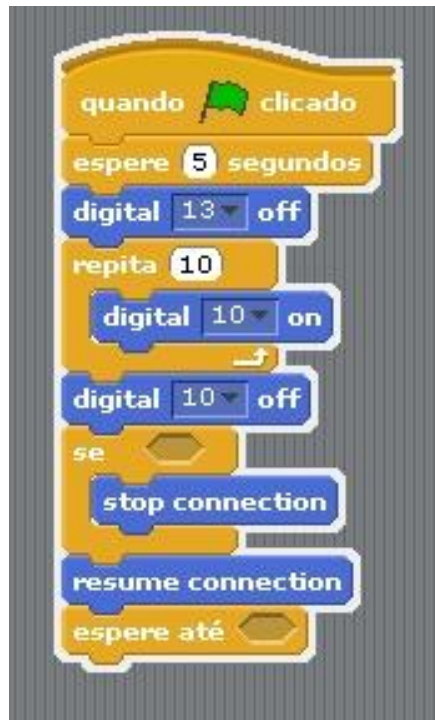 quando clicado
espere 5 segundos
digital 13 off
repita 10
digital 10 on
digital 10 off
se
stop connection
resume connection
espere até